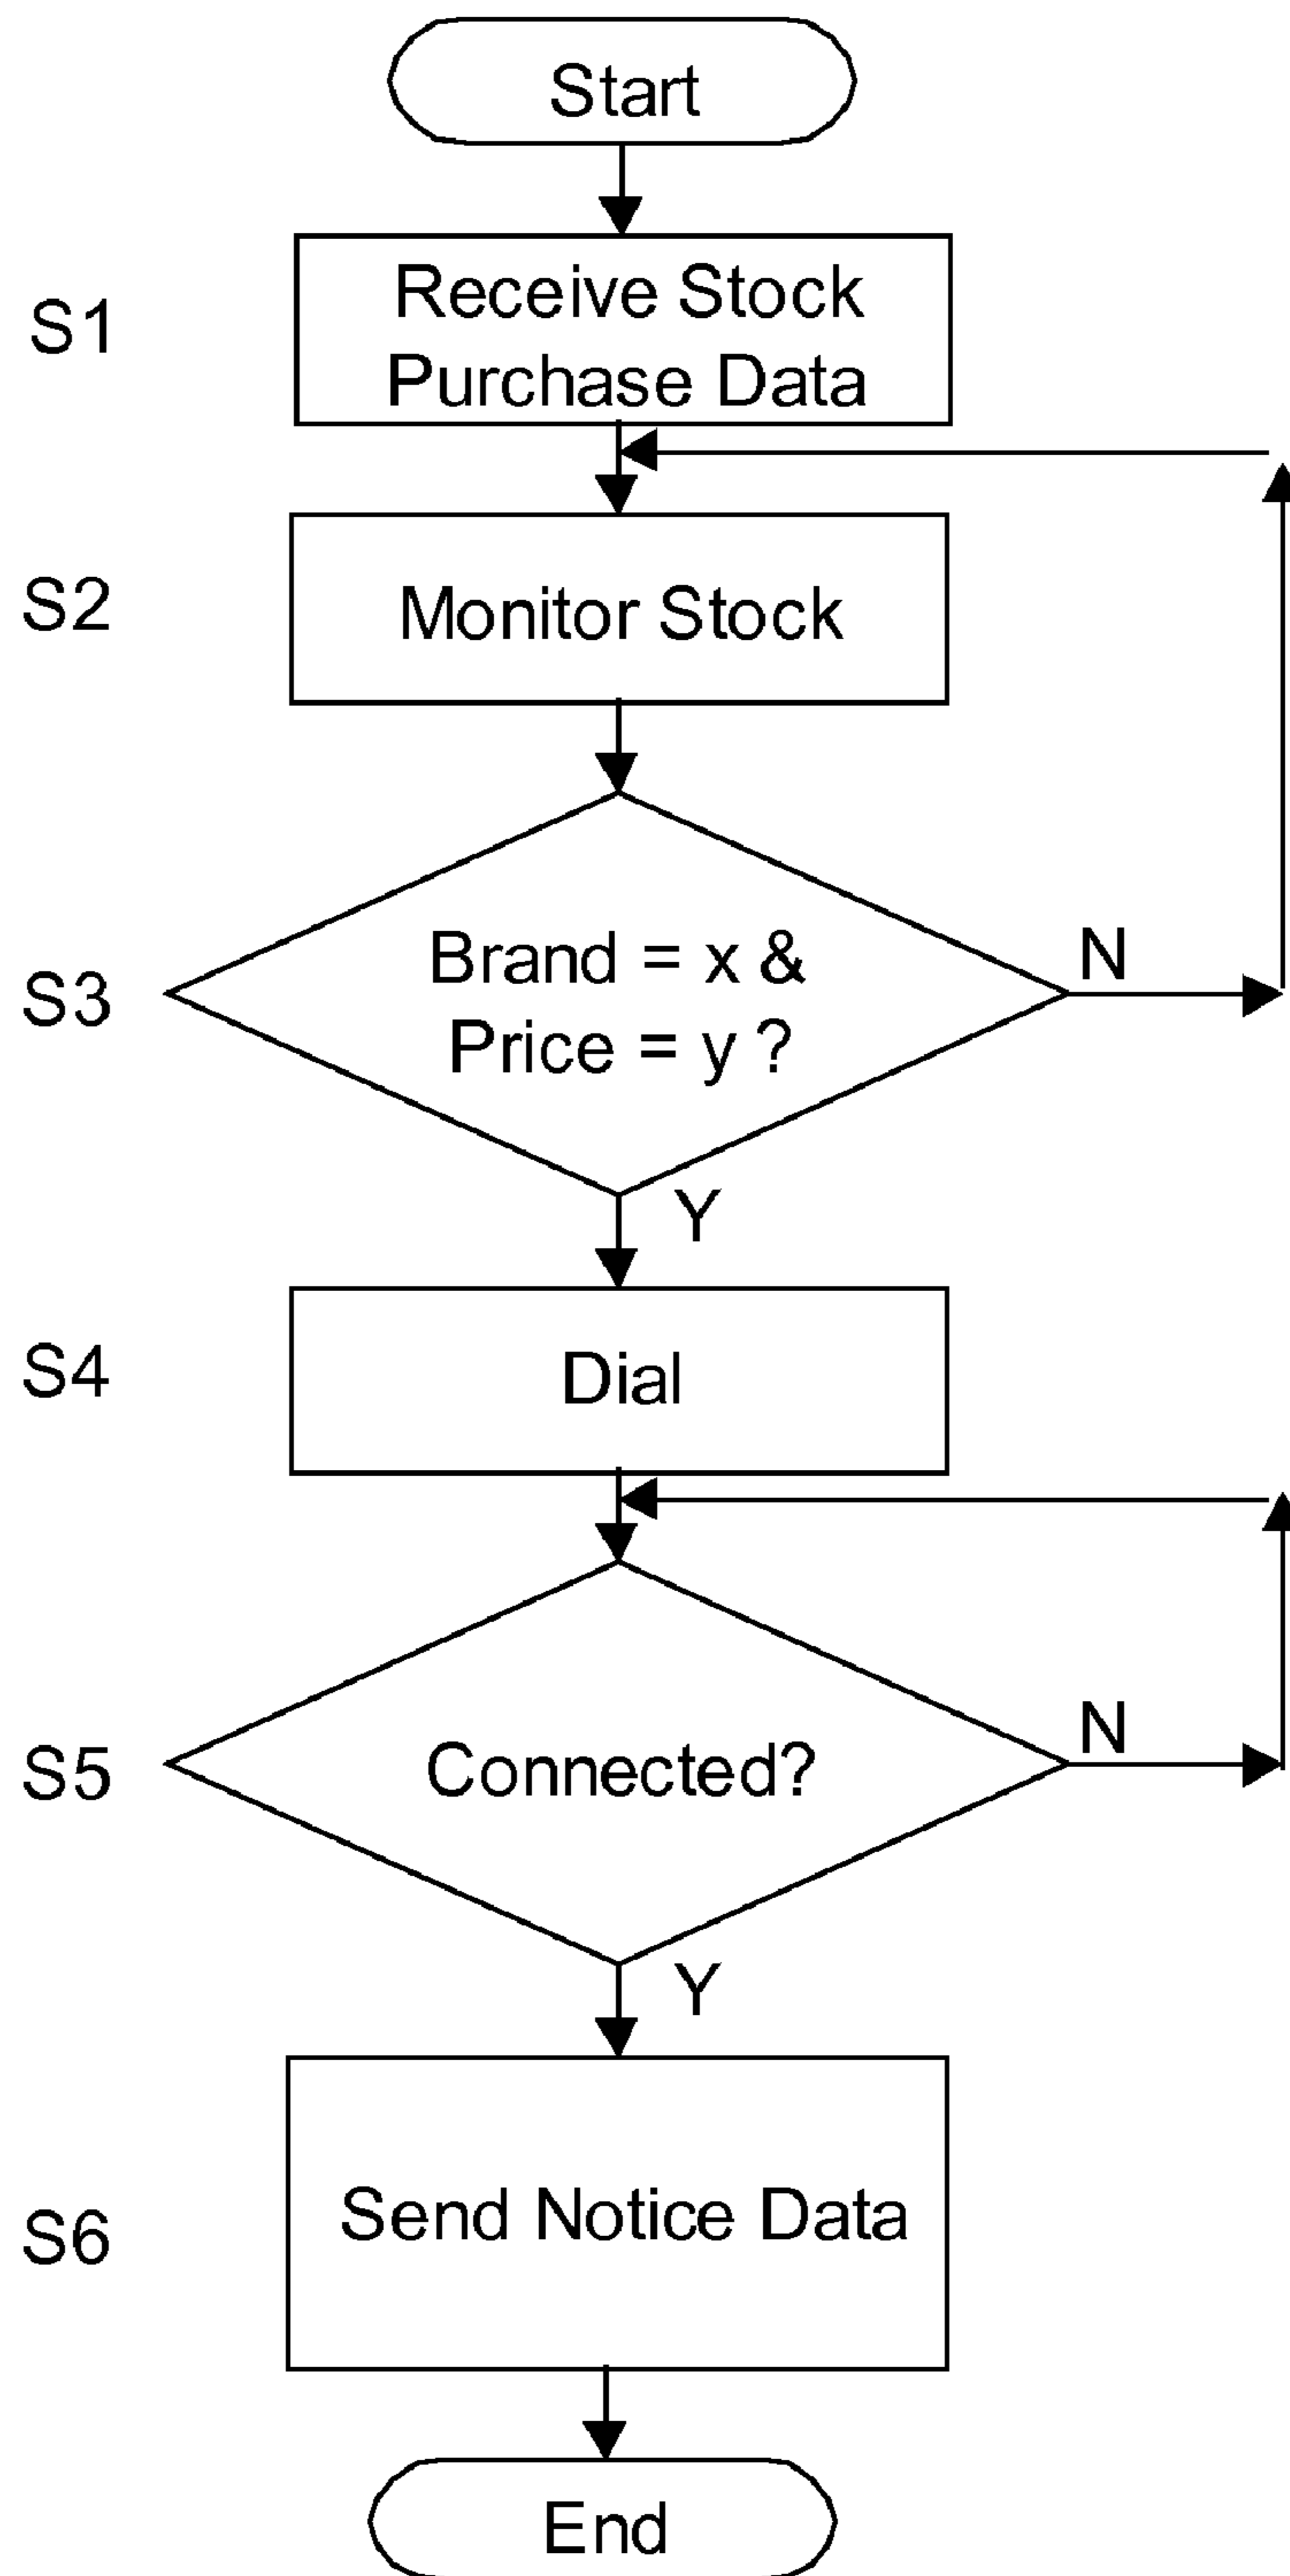 Start
S1
Receive Stock
Purchase Data
S2
Monitor Stock
S3
Brand = x &
Price = y ?
N
Y
S4
Dial
S5
Connected?
N
Y
S6
Send Notice Data
End